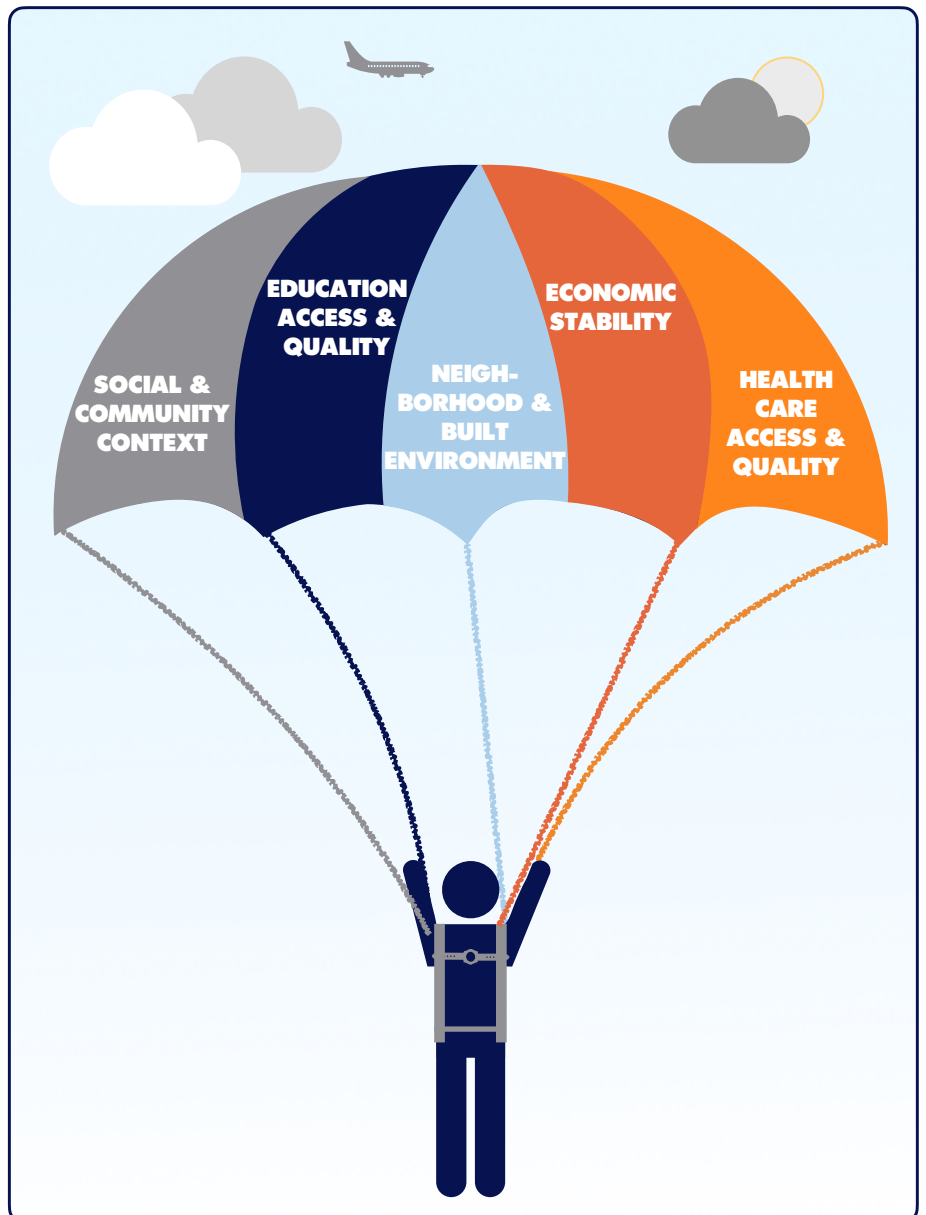 SOCIAL &
COMMUNITY
CONTEXT
EDUCATION
ACCESS &
QUALITY
NEIGH-
BORHOOD &
BUILT
ENVIRONMENT
ECONOMIC
STABILITY
HEALTH
CARE
ACCESS &
QUALITY